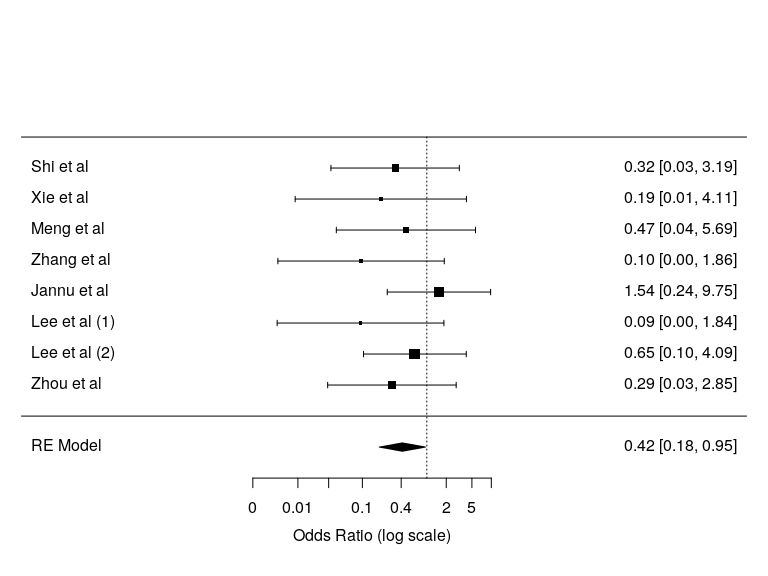 Shi et al 0.32 [0.03, 3.19]
Xie et al 0.19 [0.01, 4.11]
Meng et al 0.47 [0.04, 5.69]
Zhang et al 0.10 [0.00, 1.86]
Jannu et al 1.54 [0.24, 9.75]
Lee et al (1) 0.09 [0.00, 1.84]
Lee et al (2) 0.65 [0.10, 4.09]
Zhou et al 0.29 [0.03, 2.85]
RE Model 0.42 [0.18, 0.95]
0 0.01 0.1 0.4 2 5
Odds Ratio (log scale)